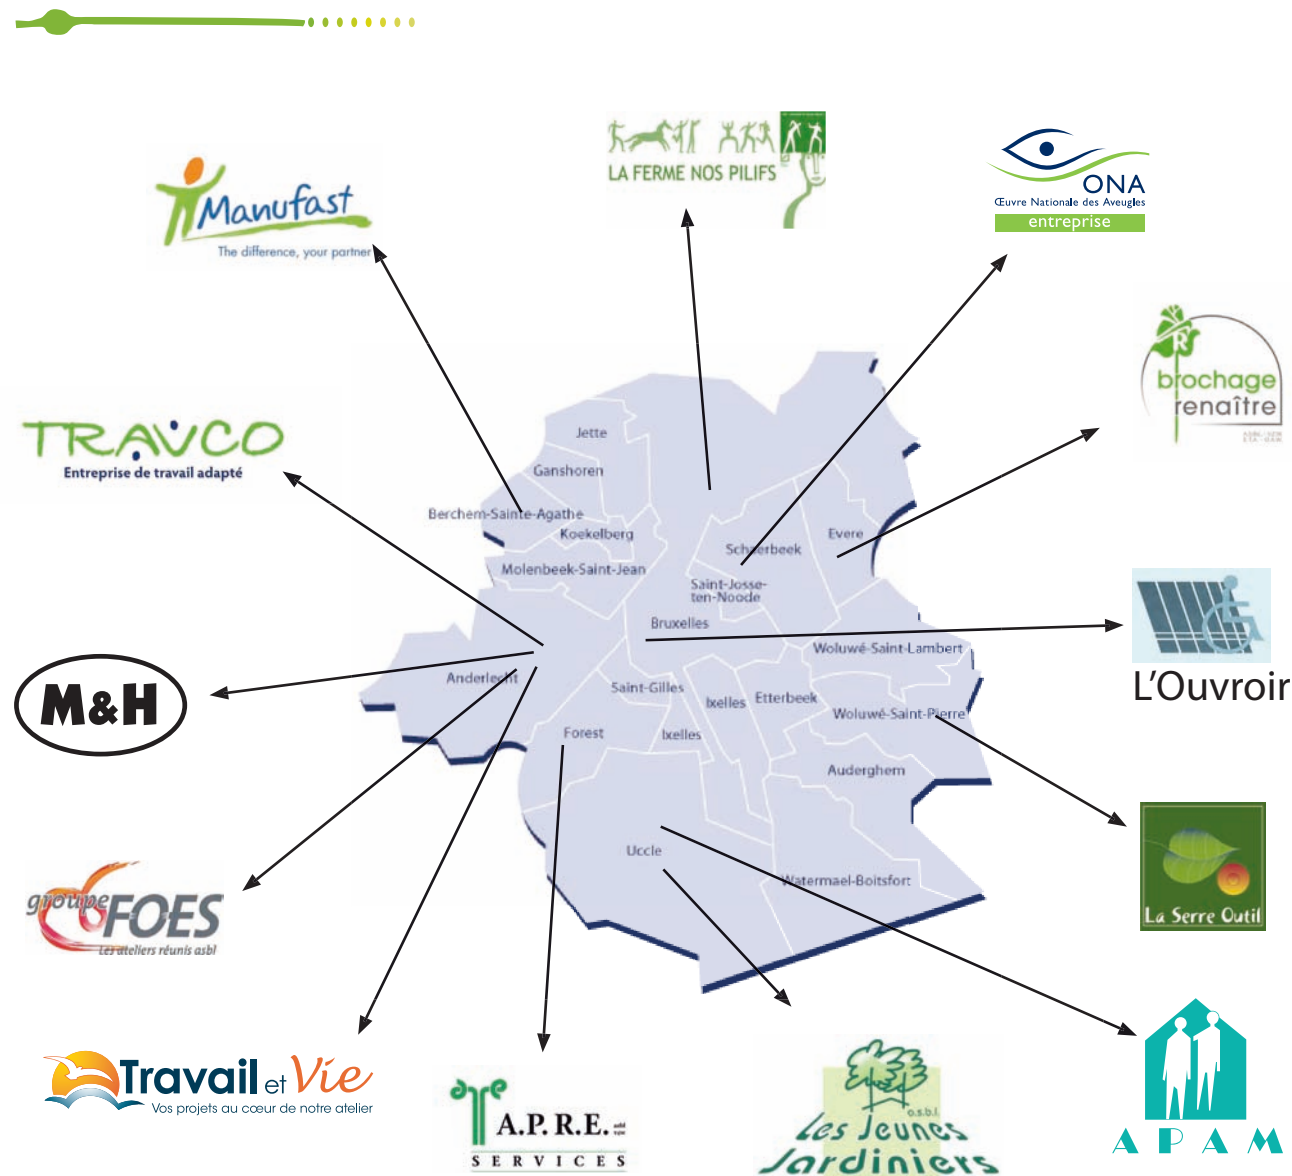 LA FERME NOS PILIFS
ONA
Œuvre Nationale des Aveugles
entreprise
Manufast
The difference, your partner
R
brochage
renaître
TRAVCO
Entreprise de travail adapté
Jette
Ganshoren
Berchem-Sainte-Agathe
Koekelberg
Evere
Schaerbeek
Molenbeek-Saint-Jean
Saint-Josse-
ten-Noode
Bruxelles
Woluwé-Saint-Lambert
L'Ouvroir
M&H
Anderlecht
Saint-Gilles
Ixelles
Etterbeek
Woluwé-Saint-Pierre
Forest
Ixelles
Auderghem
Uccle
Watermael-Boitsfort
groupe FOES
Les ateliers réunis asbl
La Serre Outil
Travail et Vie
Vos projets au cœur de notre atelier
A.P.R.E.
SERVICES
o.s.b.l.
Les Jeunes
Jardiniers
APAM